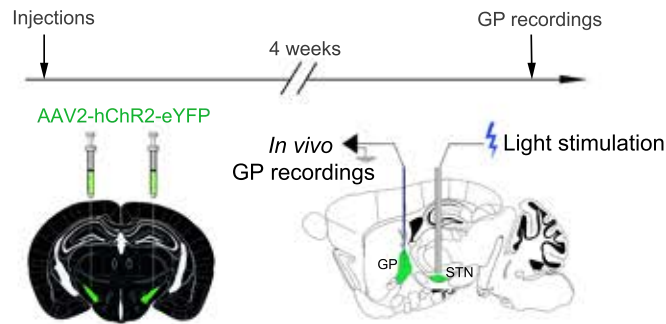 Injections
GP recordings
4 weeks
AAV2-hChR2-eYFP
In vivo
GP recordings
Light stimulation
GP
STN